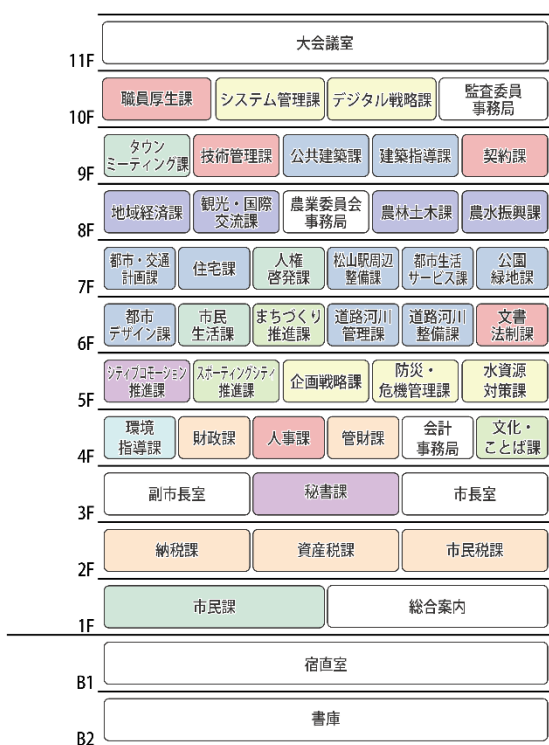 大会議室
11F
職員厚生課
システム管理課
デジタル戦略課
監査委員
事務局
10F
タウン
ミーティング課
技術管理課
公共建築課
建築指導課
契約課
9F
地域経済課
観光・国際
交流課
農業委員会
事務局
農林土木課
農水振興課
8F
都市・交通
計画課
住宅課
人権
啓発課
松山駅周辺
整備課
都市生活
サービス課
公園
緑地課
7F
都市
デザイン課
市民
生活課
まちづくり
推進課
道路河川
管理課
道路河川
整備課
文書
法制課
6F
シティプロモーション
推進課
スポーティングシティ
推進課
企画戦略課
防災・
危機管理課
水資源
対策課
5F
環境
指導課
財政課
人事課
管財課
会計
事務局
文化・
ことば課
4F
副市長室
秘書課
市長室
3F
納税課
資産税課
市民税課
2F
市民課
総合案内
1F
宿直室
B1
書庫
B2